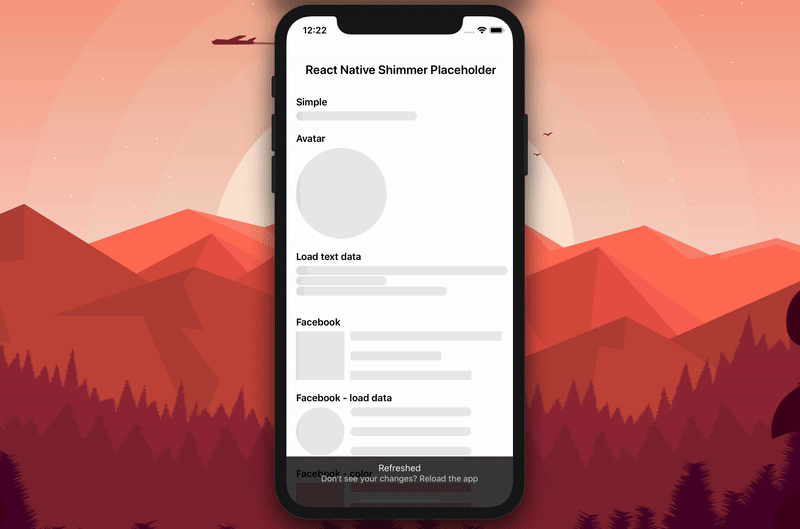 12:22
React Native Shimmer Placeholder
Simple
Avatar
Load text data
Facebook
Facebook - load data
Facebook - color
Refreshed
Don't see your changes? Reload the app